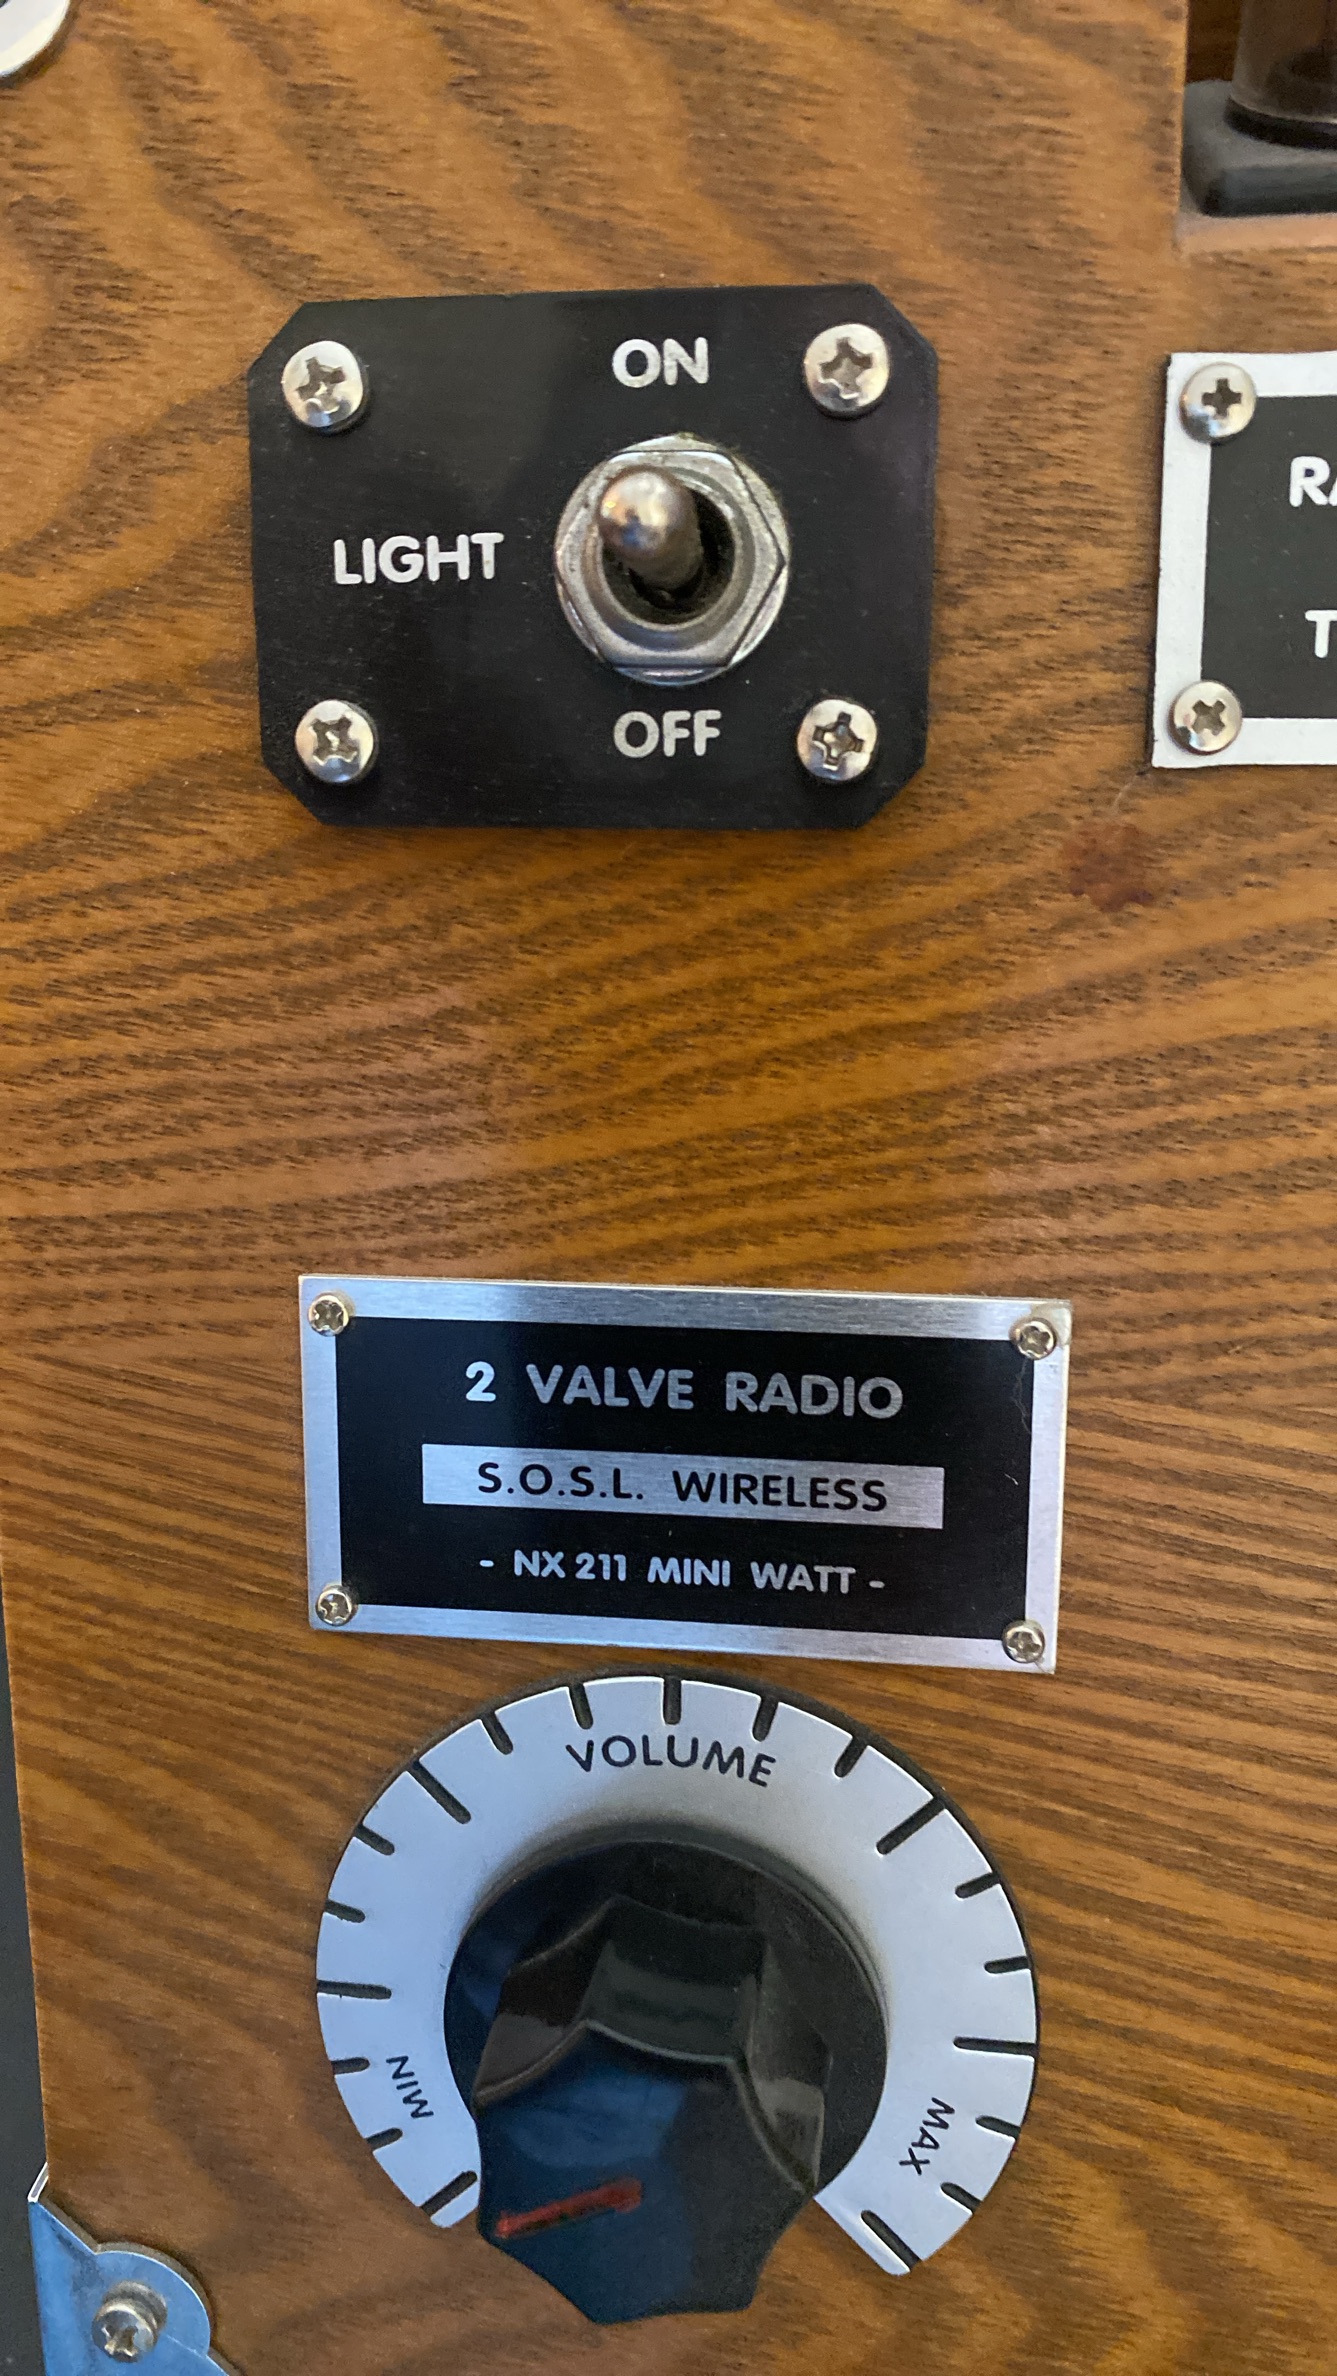 ON
LIGHT
OFF
2 VALVE RADIO
S.O.S.L. WIRELESS
- NX 211 MINI WATT -
VOLUME
MIN
MAX